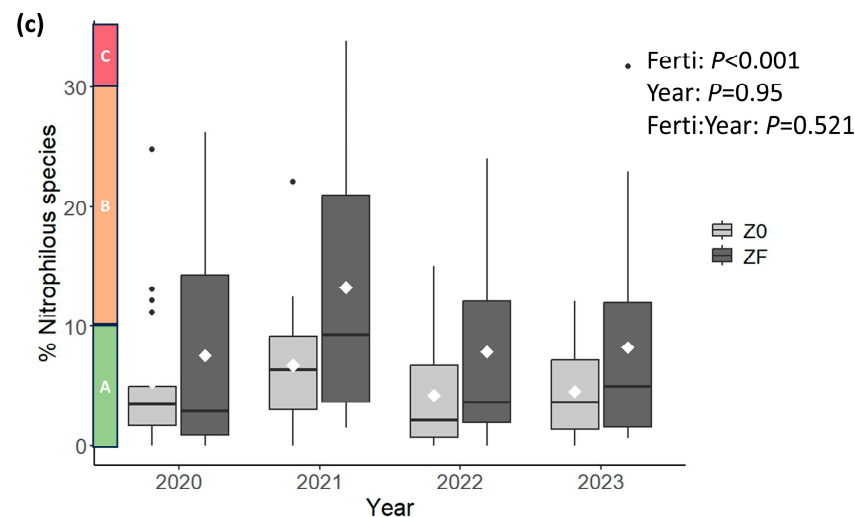 (c)
C
B
A
30
20
10
0
% Nitrophilous species
Ferti: P<0.001
Year: P=0.95
Ferti:Year: P=0.521
Z0
ZF
2020 2021 2022 2023
Year